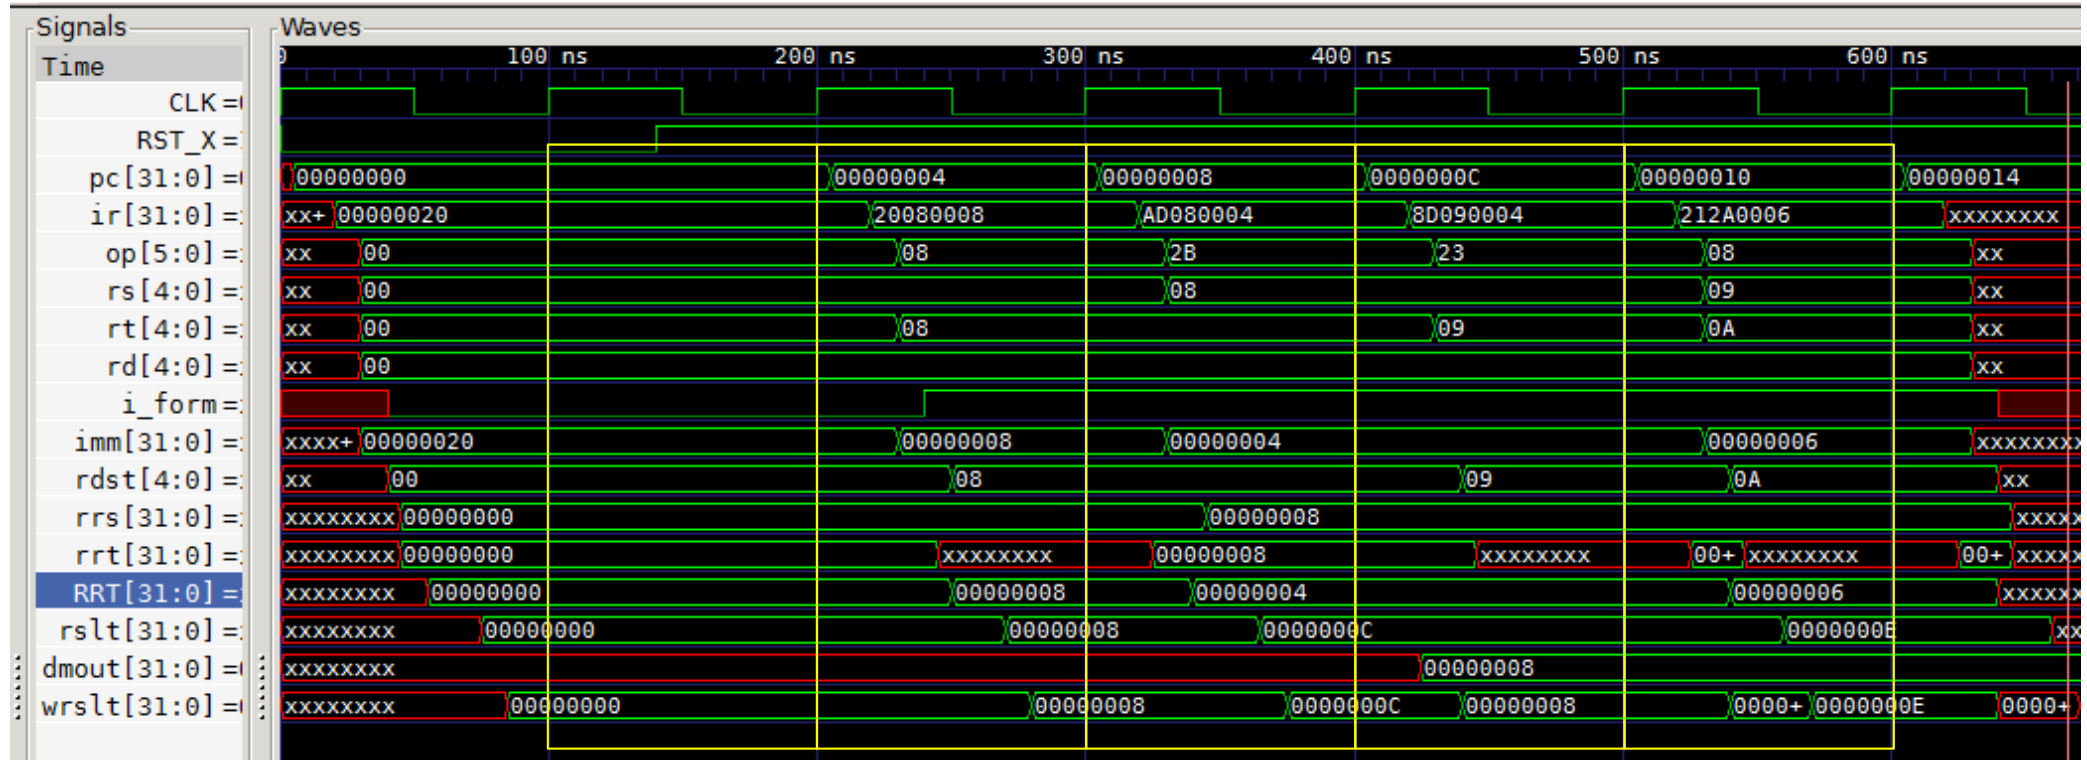 Signals Waves
Time 0 100 ns 200 ns 300 ns 400 ns 500 ns 600 ns
CLK =
RST_X =
pc[31:0] = 00000000 00000004 00000008 0000000C 00000010 00000014
ir[31:0] = xx+ 00000020 20080008 AD080004 8D090004 212A0006 xxxxxxxx
op[5:0] = xx 00 08 2B 23 08 xx
rs[4:0] = xx 00 08 09 xx
rt[4:0] = xx 00 08 09 0A xx
rd[4:0] = xx 00 xx
i_form =
imm[31:0] = xxxx+ 00000020 00000008 00000004 00000006 xxxxxxxx
rdst[4:0] = xx 00 08 09 0A xx
rrs[31:0] = xxxxxxxx 00000000 00000008 xxxxx
rrt[31:0] = xxxxxxxx 00000000 xxxxxxxx 00000008 xxxxxxxx 00+ xxxxxxxx 00+ xxxxx
RRT[31:0] = xxxxxxxx 00000000 00000008 00000004 00000006 xxxxxx
rslt[31:0] = xxxxxxxx 00000000 00000008 0000000C 0000000E xx
dmout[31:0] = xxxxxxxx 00000008
wrslt[31:0] = xxxxxxxx 00000000 00000008 0000000C 00000008 0000+ 0000000E 0000+